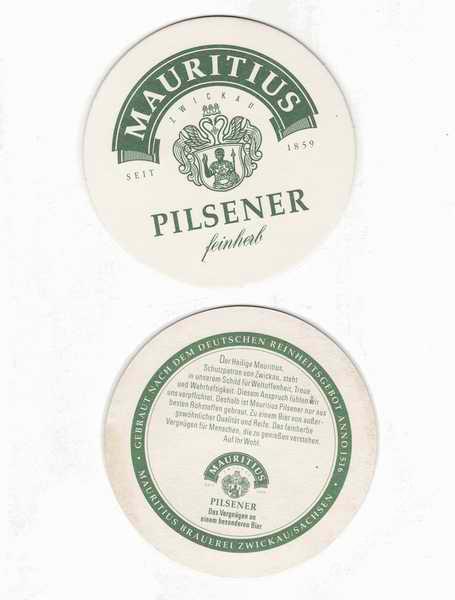 MAURITIUS
ZWICKAU
SEIT 1859
PILSENER
feinherb
GEBRAUT NACH DEM DEUTSCHEN REINHEITSGEBOT ANNO 1516
Der Heilige Mauritius,
Schutzpatron von Zwickau, steht
in unserem Schild für Weltoffenheit, Treue
und Wehrhaftigkeit. Diesem Anspruch fühlen wir
uns verpflichtet. Deshalb ist Mauritius Pilsener nur aus
besten Rohstoffen gebraut. Zu einem Bier von außer-
gewöhnlicher Qualität und Reife. Das feinherbe
Vergnügen für Menschen, die zu genießen verstehen.
Auf Ihr Wohl.
MAURITIUS
PILSENER
Das Vergnügen an
einem besonderen Bier
MAURITIUS BRAUEREI ZWICKAU/SACHSEN